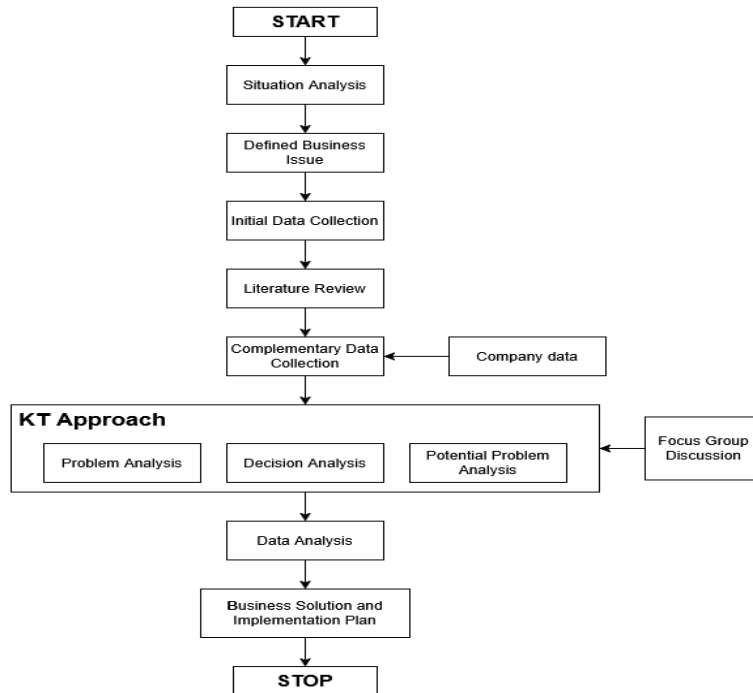 START
Situation Analysis
Defined Business
Issue
Initial Data Collection
Literature Review
Complementary Data
Collection
Company data
KT Approach
Problem Analysis
Decision Analysis
Potential Problem
Analysis
Focus Group
Discussion
Data Analysis
Business Solution and
Implementation Plan
STOP